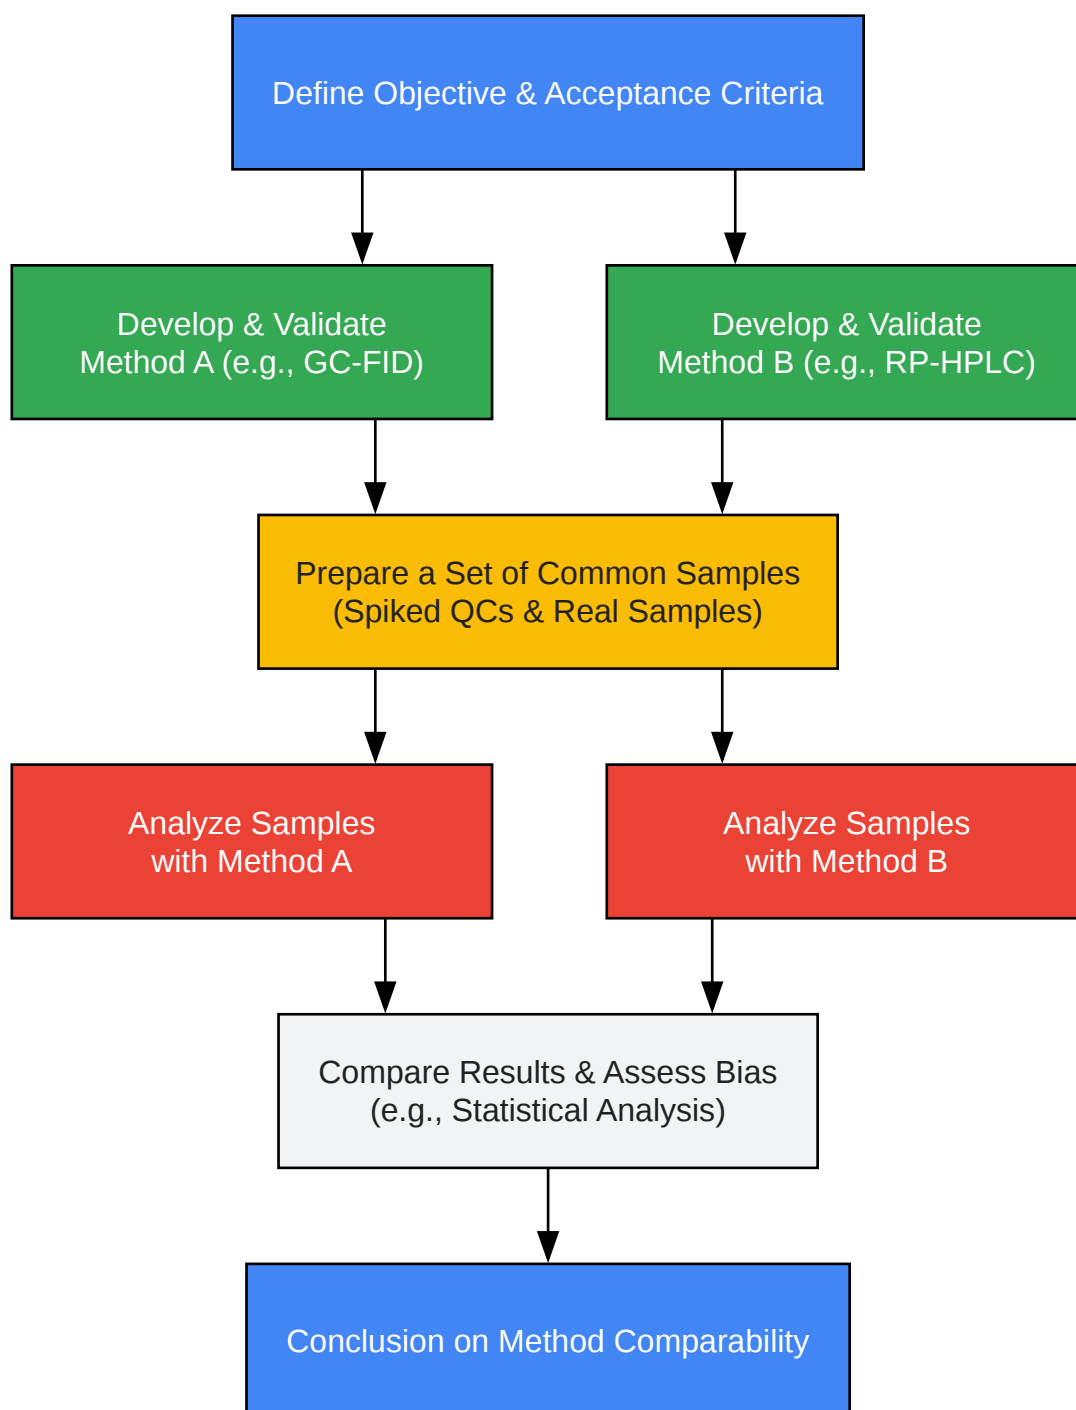 Define Objective & Acceptance Criteria
Develop & Validate
Method A (e.g., GC-FID)
Develop & Validate
Method B (e.g., RP-HPLC)
Prepare a Set of Common Samples
(Spiked QCs & Real Samples)
Analyze Samples
with Method A
Analyze Samples
with Method B
Compare Results & Assess Bias
(e.g., Statistical Analysis)
Conclusion on Method Comparability